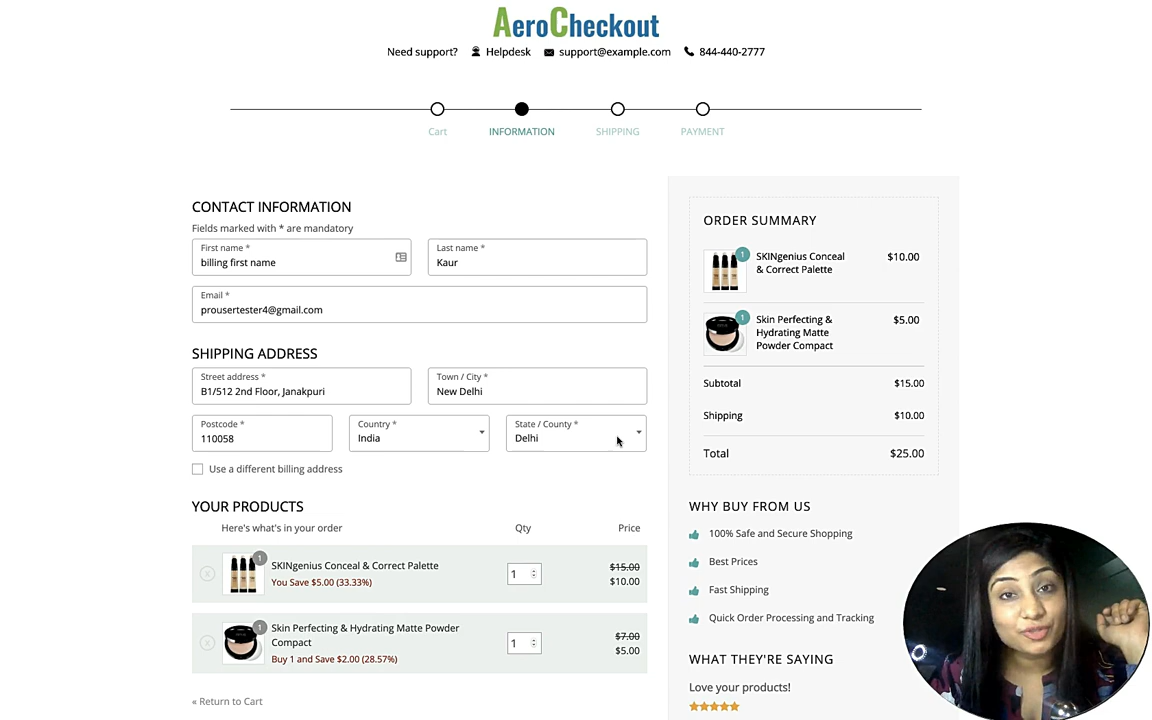 AeroCheckout
Need support? Helpdesk support@example.com 844-440-2777
Cart INFORMATION SHIPPING PAYMENT
CONTACT INFORMATION
Fields marked with * are mandatory
First name *
billing first name
Last name *
Kaur
Email *
prousertester4@gmail.com
SHIPPING ADDRESS
Street address *
B1/512 2nd Floor, Janakpuri
Town / City *
New Delhi
Postcode *
110058
Country *
India
State / County *
Delhi
Use a different billing address
YOUR PRODUCTS
Here's what's in your order Qty Price
1
SKINgenius Conceal & Correct Palette
You Save $5.00 (33.33%)
1
$15.00
$10.00
1
Skin Perfecting & Hydrating Matte Powder
Compact
Buy 1 and Save $2.00 (28.57%)
1
$7.00
$5.00
« Return to Cart
ORDER SUMMARY
1
SKINgenius Conceal
& Correct Palette
$10.00
1
Skin Perfecting &
Hydrating Matte
Powder Compact
$5.00
Subtotal $15.00
Shipping $10.00
Total $25.00
WHY BUY FROM US
100% Safe and Secure Shopping
Best Prices
Fast Shipping
Quick Order Processing and Tracking
WHAT THEY'RE SAYING
Love your products!